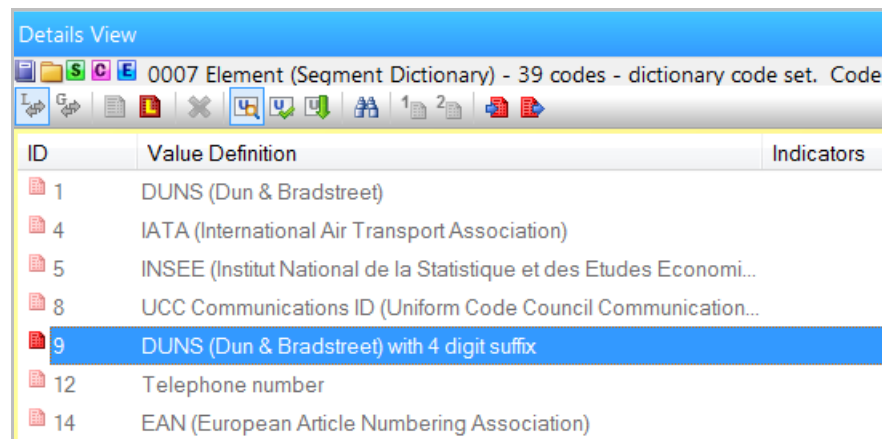 Details View
S C E 0007 Element (Segment Dictionary) - 39 codes - dictionary code set. Code
I G L U U U 1 2
ID Value Definition Indicators
1 DUNS (Dun & Bradstreet)
4 IATA (International Air Transport Association)
5 INSEE (Institut National de la Statistique et des Etudes Economi...
8 UCC Communications ID (Uniform Code Council Communication...
9 DUNS (Dun & Bradstreet) with 4 digit suffix
12 Telephone number
14 EAN (European Article Numbering Association)